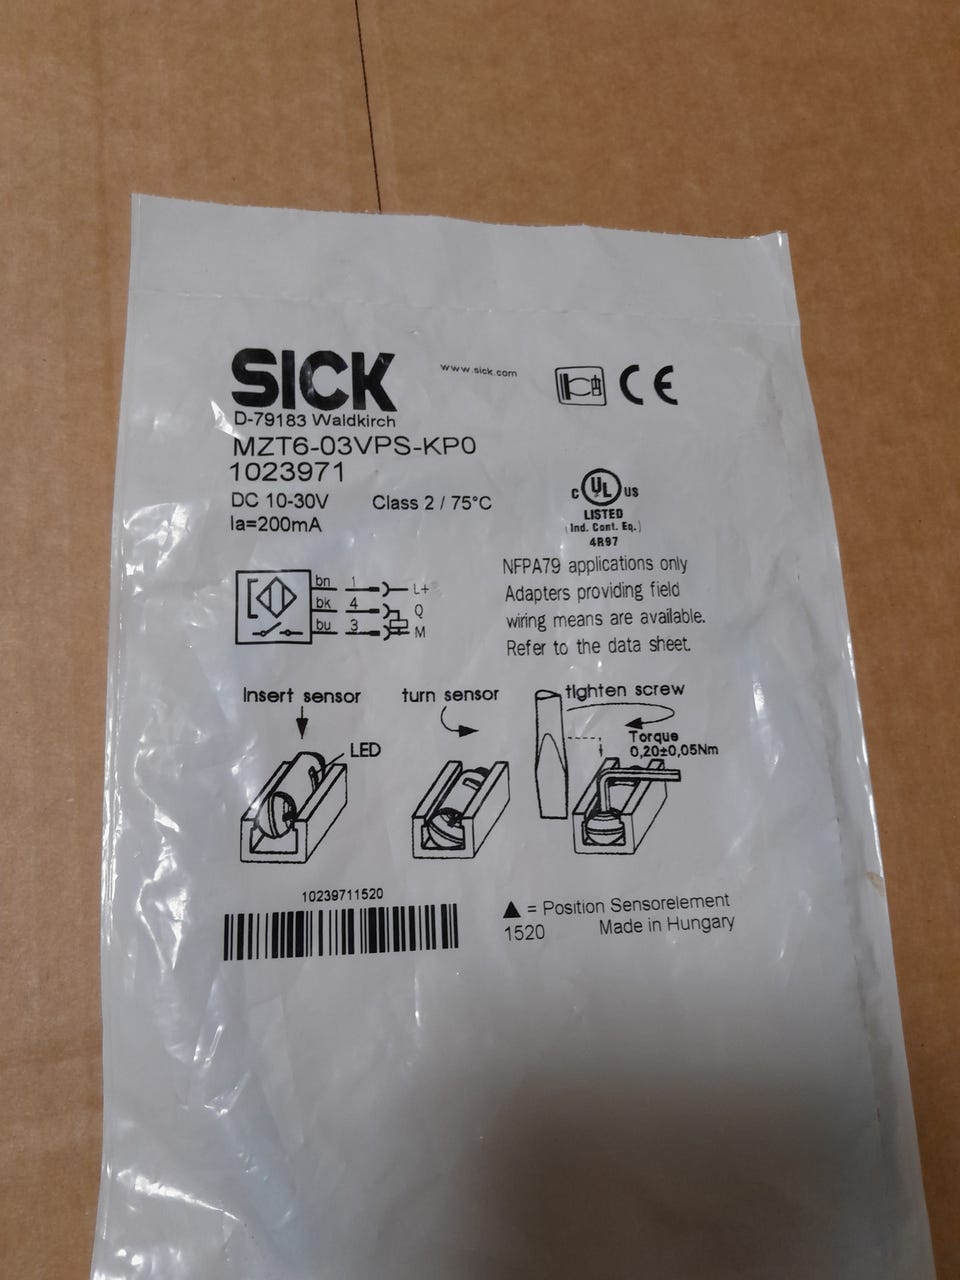 SICK
www.sick.com
CE
D-79183 Waldkirch
MZT6-03VPS-KP0
1023971
DC 10-30V Class 2 / 75°C
Ia=200mA
C UL US
LISTED
(Ind. Cont. Eq.)
4R97
NFPA79 applications only
Adapters providing field
wiring means are available.
Refer to the data sheet.
bn 1 L+
bk 4 Q
bu 3 M
insert sensor
turn sensor
tighten screw
LED
Torque
0,20±0,05Nm
10239711520
▲ = Position Sensorelement
1520 Made in Hungary